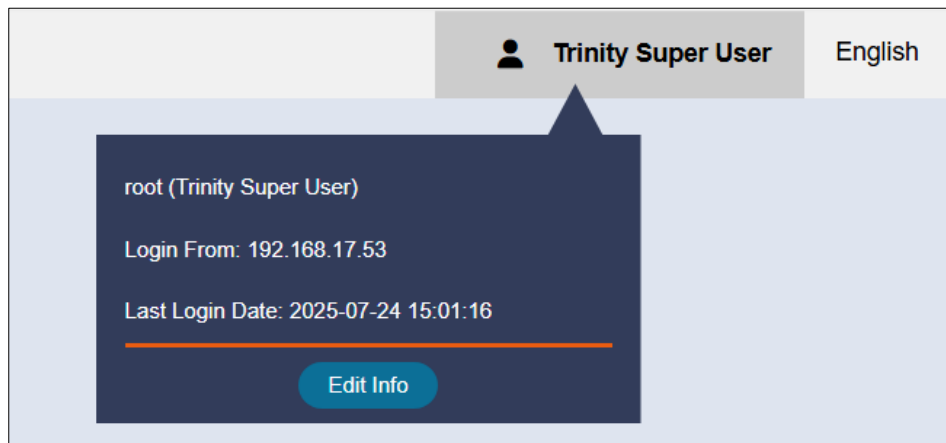 Trinity Super User
English
root (Trinity Super User)
Login From: 192.168.17.53
Last Login Date: 2025-07-24 15:01:16
Edit Info